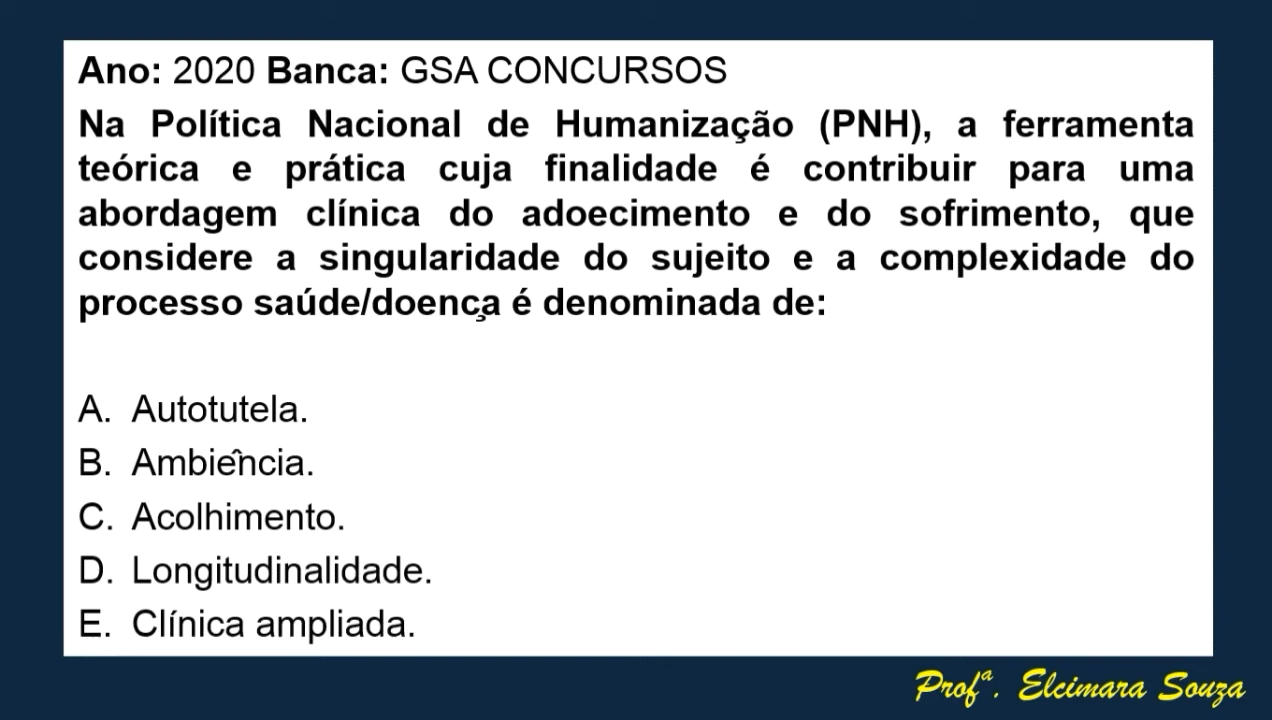 Ano: 2020 Banca: GSA CONCURSOS
Na Política Nacional de Humanização (PNH), a ferramenta
teórica e prática cuja finalidade é contribuir para uma
abordagem clínica do adoecimento e do sofrimento, que
considere a singularidade do sujeito e a complexidade do
processo saúde/doença é denominada de:
A. Autotutela.
B. Ambiência.
C. Acolhimento.
D. Longitudinalidade.
E. Clínica ampliada.
Profª. Elcimara Souza